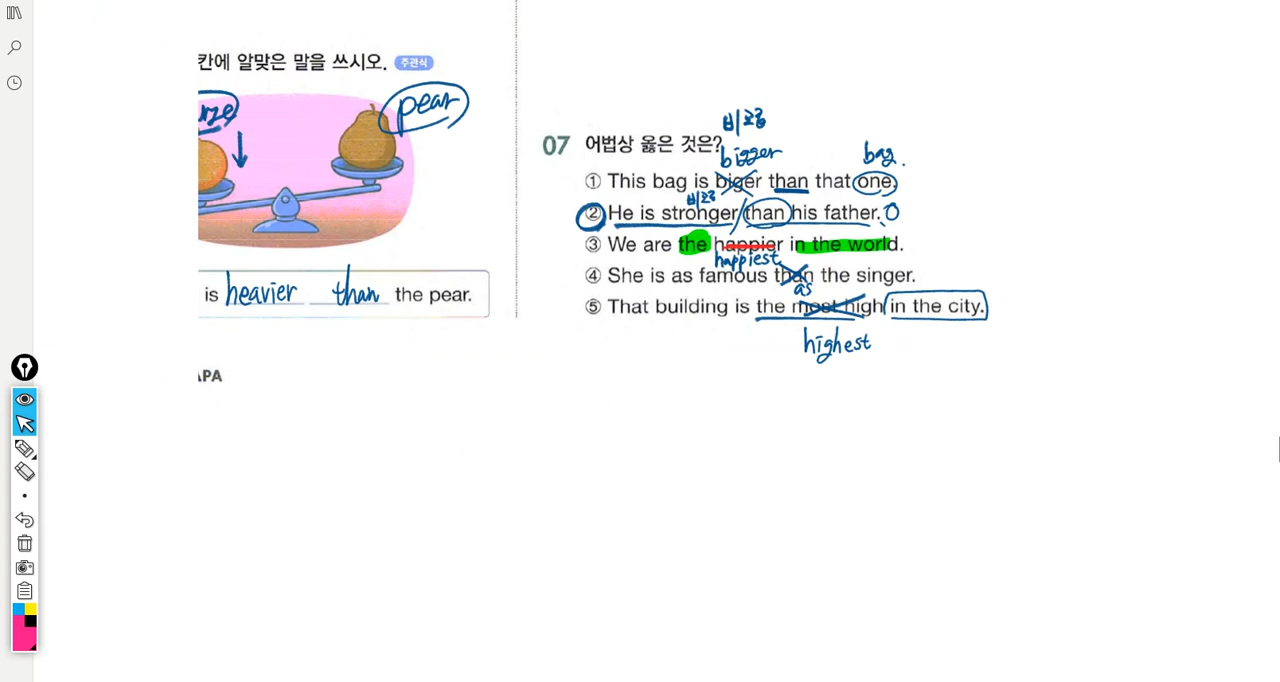 칸에 알맞은 말을 쓰시오. 주관식
pear
is heavier than the pear.
APA
비교급
07 어법상 옳은 것은?
bigger bag.
① This bag is biger than that one.
비교급
② He is stronger than his father. O
③ We are the happier in the world.
happiest
④ She is as famous than the singer.
as
⑤ That building is the most high in the city.
highest